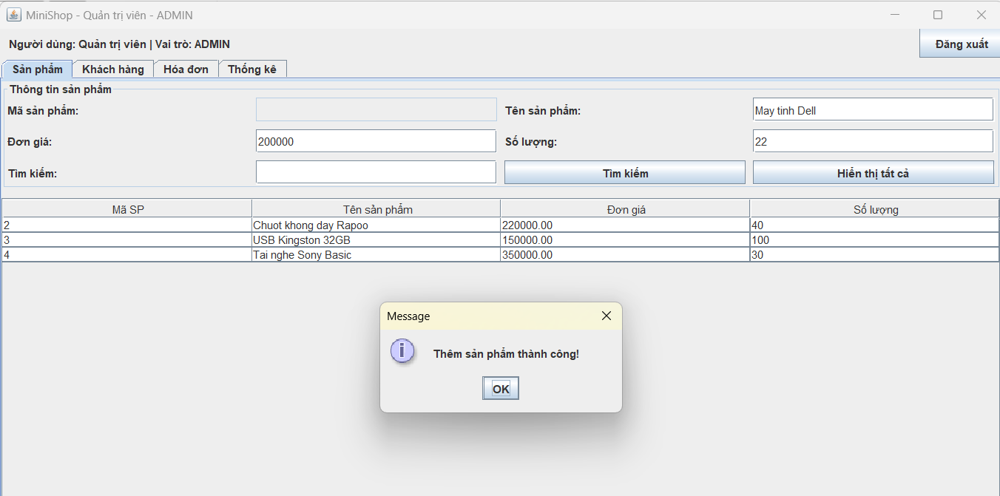 MiniShop - Quản trị viên - ADMIN
Người dùng: Quản trị viên | Vai trò: ADMIN
Đăng xuất
Sản phẩm Khách hàng Hóa đơn Thống kê
Thông tin sản phẩm
Mã sản phẩm: Tên sản phẩm: May tinh Dell
Đơn giá: 200000 Số lượng: 22
Tìm kiếm: Tìm kiếm Hiển thị tất cả
Mã SP Tên sản phẩm Đơn giá Số lượng
2 Chuot khong day Rapoo 220000.00 40
3 USB Kingston 32GB 150000.00 100
4 Tai nghe Sony Basic 350000.00 30
Message
Thêm sản phẩm thành công!
OK